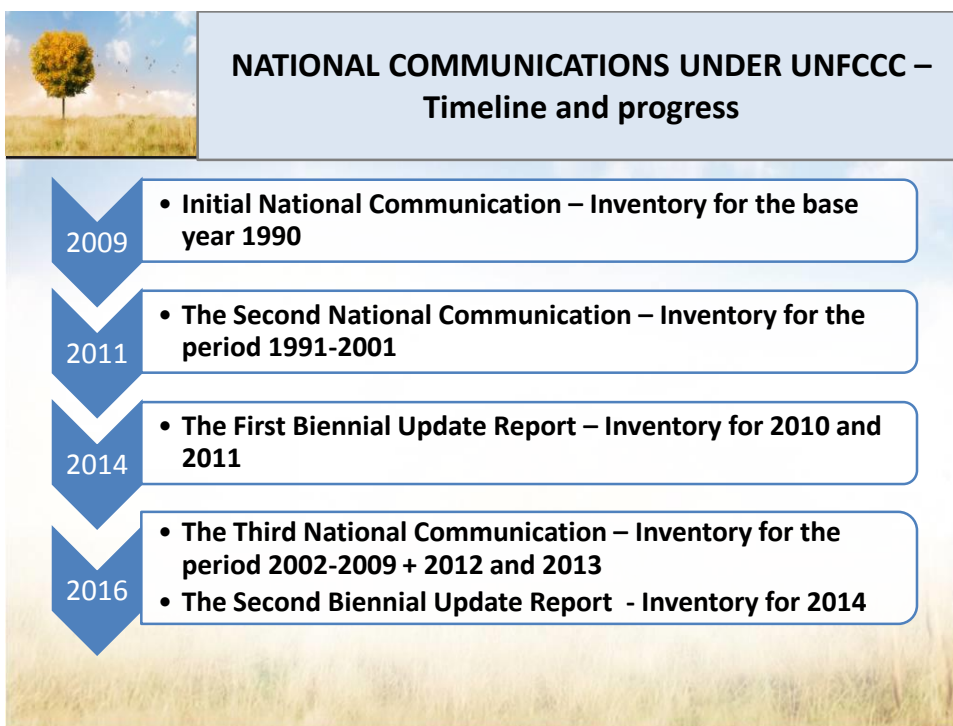 NATIONAL COMMUNICATIONS UNDER UNFCCC –
Timeline and progress
2009
• Initial National Communication – Inventory for the base
year 1990
2011
• The Second National Communication – Inventory for the
period 1991-2001
2014
• The First Biennial Update Report – Inventory for 2010 and
2011
2016
• The Third National Communication – Inventory for the
period 2002-2009 + 2012 and 2013
• The Second Biennial Update Report - Inventory for 2014